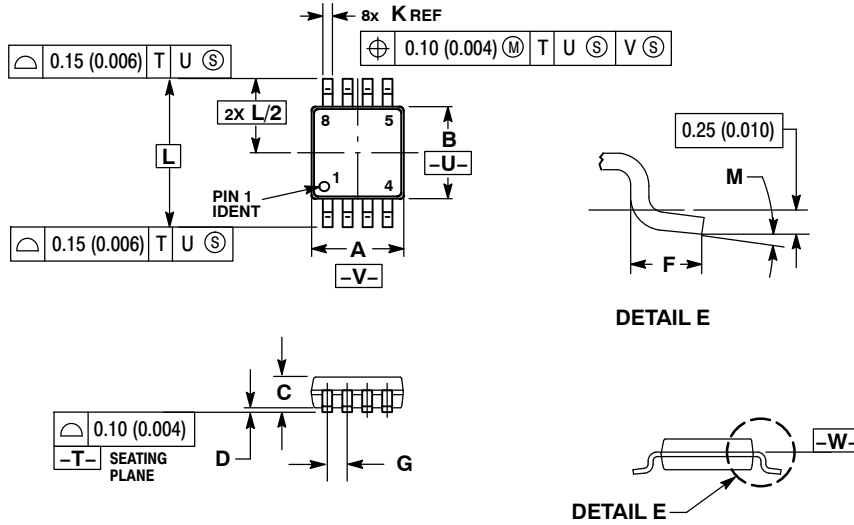 8x K REF
0.15 (0.006) T U Ⓢ
⌖ 0.10 (0.004) Ⓜ T U Ⓢ V Ⓢ
2X L/2
8 5
B
–U–
L
1 4
PIN 1
IDENT
0.15 (0.006) T U Ⓢ
A
–V–
0.25 (0.010)
M
F
DETAIL E
C
0.10 (0.004)
–T– SEATING
PLANE
D
G
–W–
DETAIL E